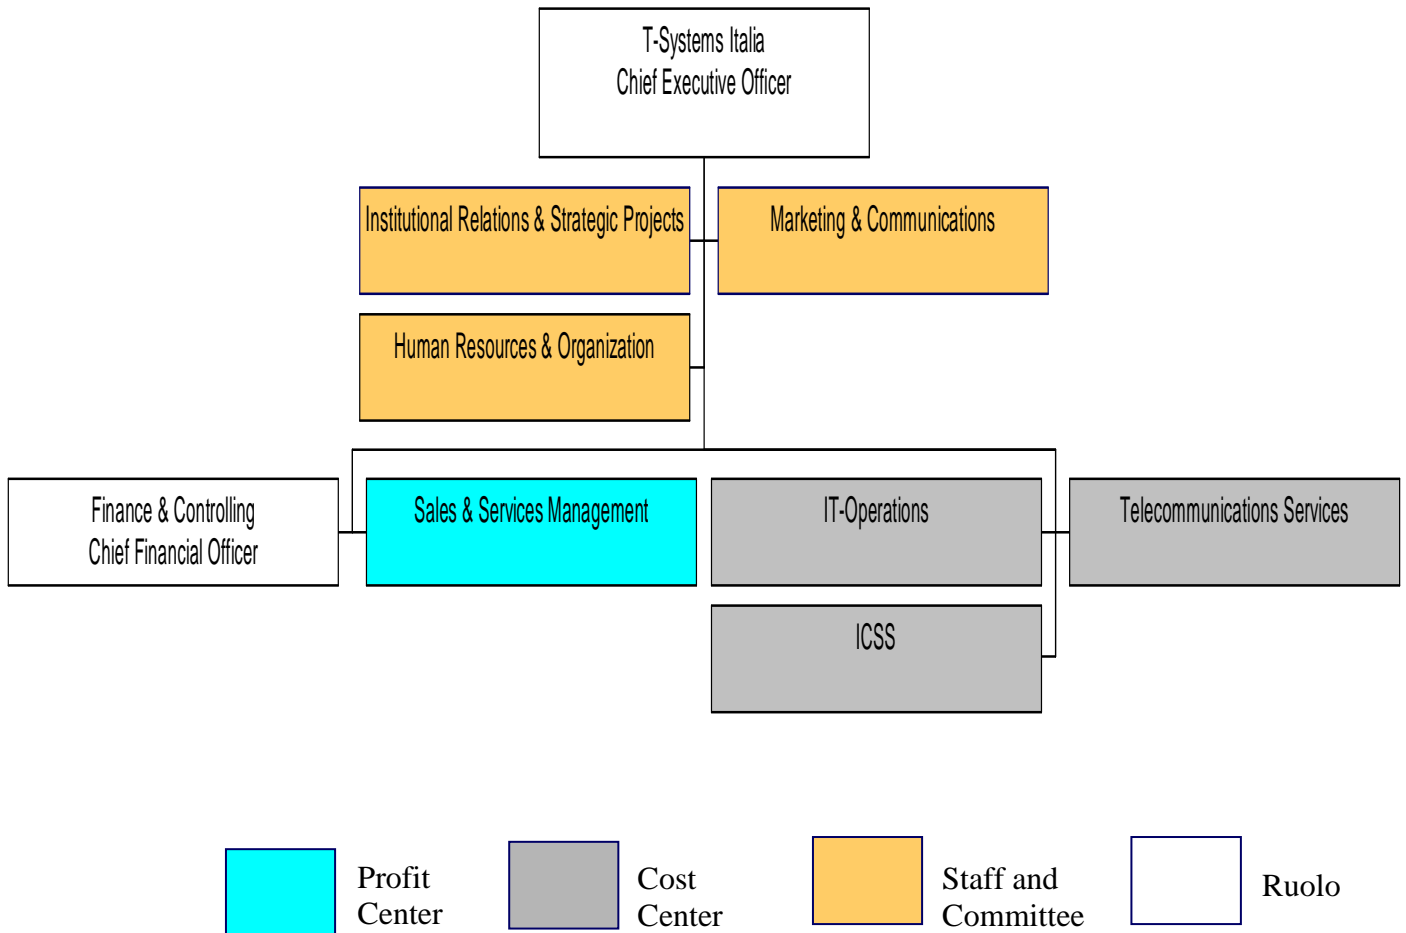 T-Systems Italia
Chief Executive Officer
Institutional Relations & Strategic Projects
Marketing & Communications
Human Resources & Organization
Finance & Controlling
Chief Financial Officer
Sales & Services Management
IT-Operations
Telecommunications Services
ICSS
Profit
Center
Cost
Center
Staff and
Committee
Ruolo